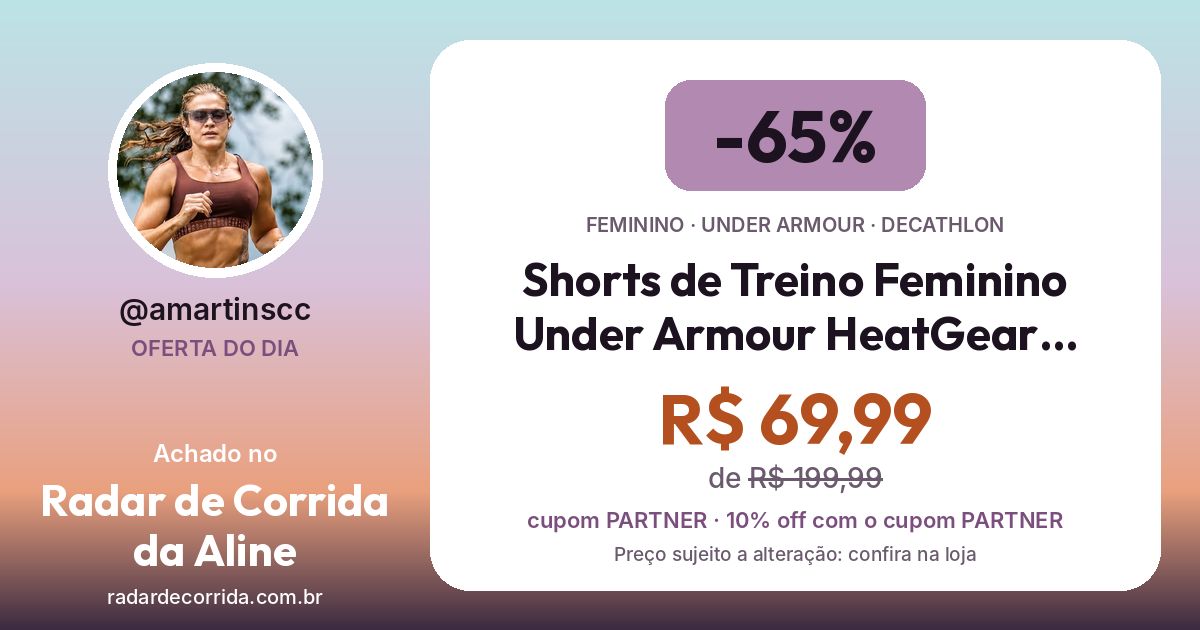 @amartinscc
OFERTA DO DIA
Achado no
Radar de Corrida
da Aline
radardecorrida.com.br
-65%
FEMININO · UNDER ARMOUR · DECATHLON
Shorts de Treino Feminino
Under Armour HeatGear...
R$ 69,99
de R$ 199,99
cupom PARTNER · 10% off com o cupom PARTNER
Preço sujeito a alteração: confira na loja